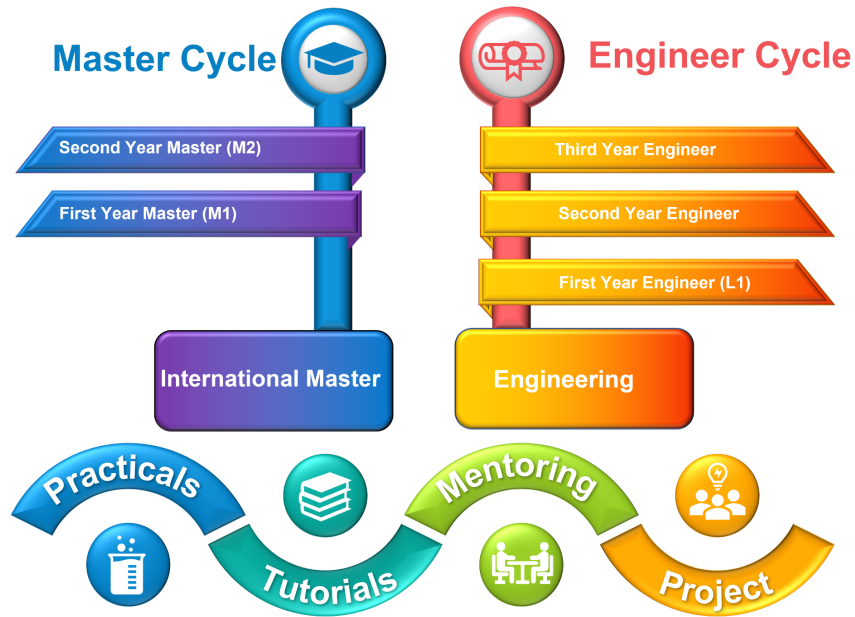 Master Cycle
Engineer Cycle
Second Year Master (M2)
First Year Master (M1)
Third Year Engineer
Second Year Engineer
First Year Engineer (L1)
International Master
Engineering
Practicals
Tutorials
Mentoring
Project